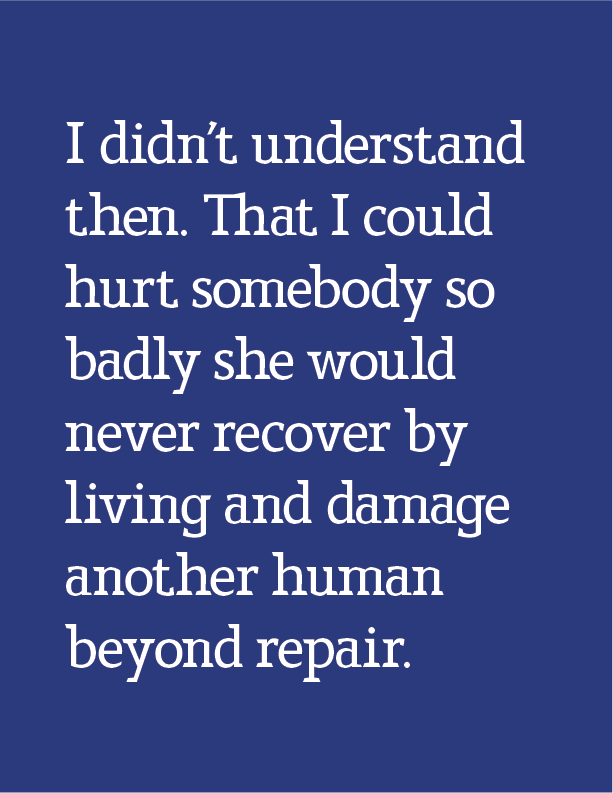 I didn’t understand
then. That I could
hurt somebody so
badly she would
never recover by
living and damage
another human
beyond repair.